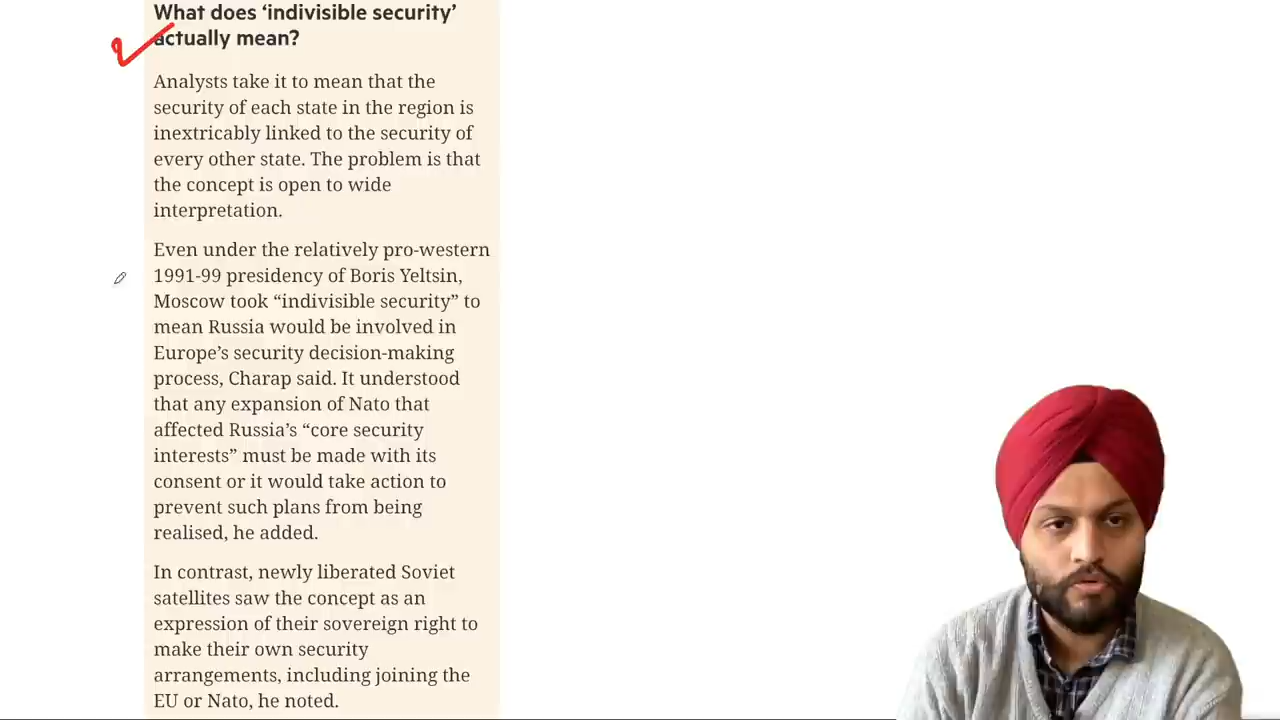 What does ‘indivisible security’
actually mean?
Analysts take it to mean that the
security of each state in the region is
inextricably linked to the security of
every other state. The problem is that
the concept is open to wide
interpretation.
Even under the relatively pro-western
1991-99 presidency of Boris Yeltsin,
Moscow took “indivisible security” to
mean Russia would be involved in
Europe’s security decision-making
process, Charap said. It understood
that any expansion of Nato that
affected Russia’s “core security
interests” must be made with its
consent or it would take action to
prevent such plans from being
realised, he added.
In contrast, newly liberated Soviet
satellites saw the concept as an
expression of their sovereign right to
make their own security
arrangements, including joining the
EU or Nato, he noted.